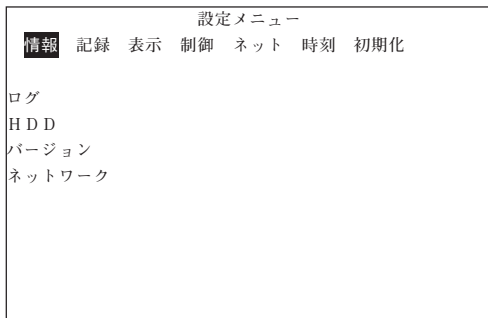 設定メニュー
情報 記録 表示 制御 ネット 時刻 初期化
ログ
ＨＤＤ
バージョン
ネットワーク